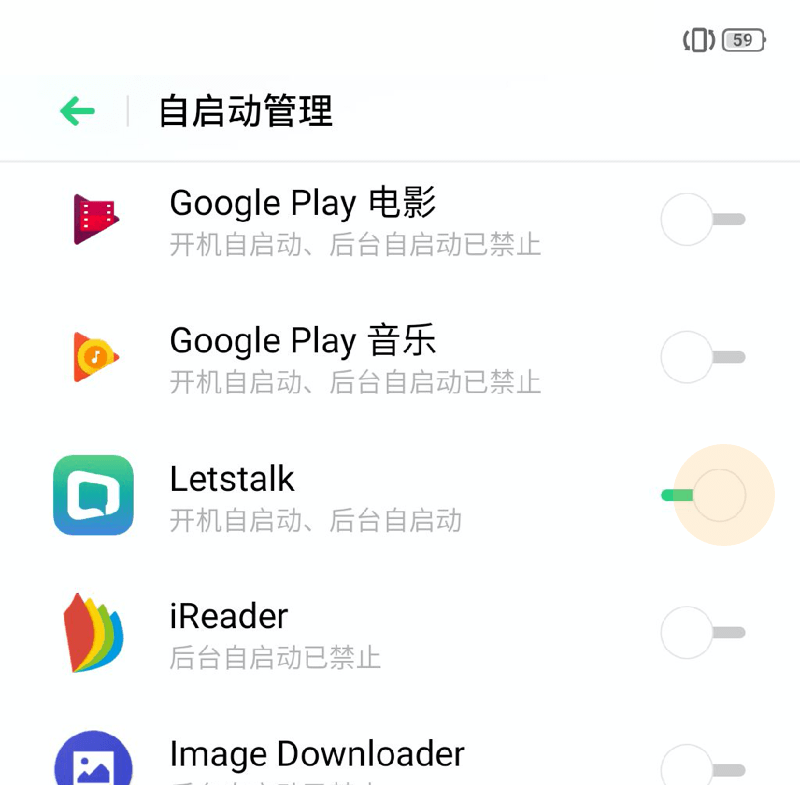 59
自启动管理
Google Play 电影
开机自启动、后台自启动已禁止
Google Play 音乐
开机自启动、后台自启动已禁止
Letstalk
开机自启动、后台自启动
iReader
后台自启动已禁止
Image Downloader